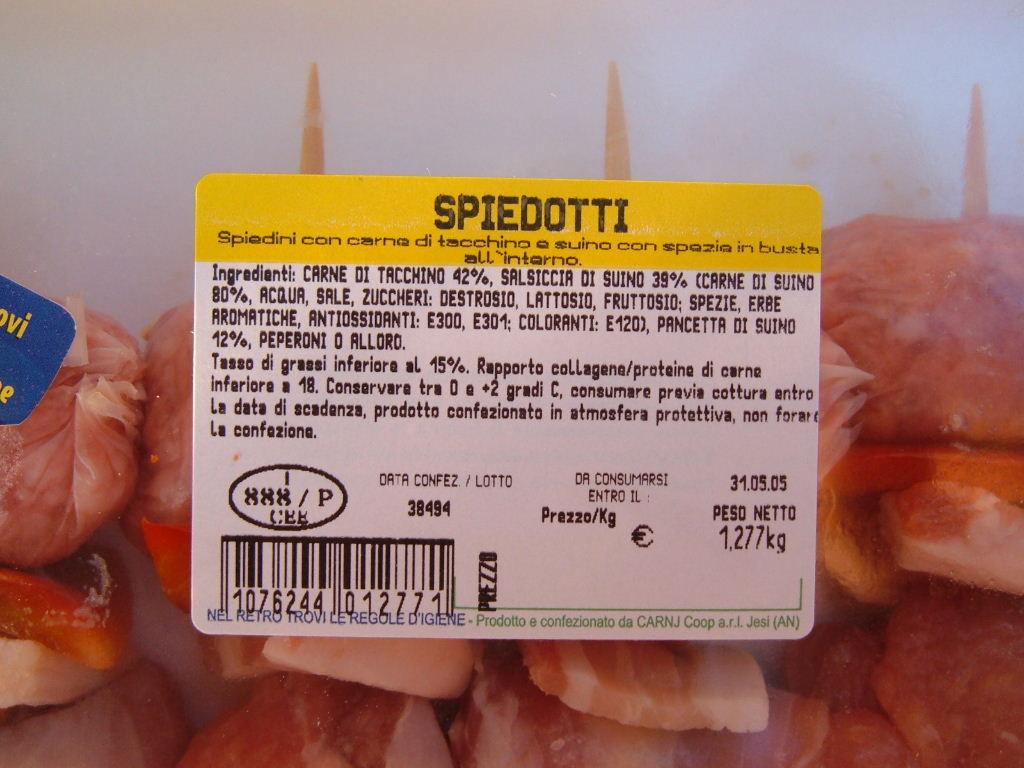 SPIEDOTTI
Spiedini con carne di tacchino e suino con spezie in busta
all`interno.
Ingredienti: CARNE DI TACCHINO 42%, SALSICCIA DI SUINO 39% (CARNE DI SUINO
80%, ACQUA, SALE, ZUCCHERI: DESTROSIO, LATTOSIO, FRUTTOSIO; SPEZIE, ERBE
AROMATICHE, ANTIOSSIDANTI: E300, E301; COLORANTI: E120), PANCETTA DI SUINO
12%, PEPERONI O ALLORO.
Tasso di grassi inferiore al 15%. Rapporto collagene/proteine di carne
inferiore a 18. Conservare tra 0 e +2 gradi C, consumare previa cottura entro
la data di scadenza, prodotto confezionato in atmosfera protettiva, non forare
la confezione.
I
888/P
CEE
DATA CONFEZ. / LOTTO
38494
DA CONSUMARSI
ENTRO IL :
31.05.05
Prezzo/Kg
€
PESO NETTO
1,277kg
PREZZO
1076244 012771
NEL RETRO TROVI LE REGOLE D'IGIENE - Prodotto e confezionato da CARNJ Coop a.r.l. Jesi (AN)
ovi
e